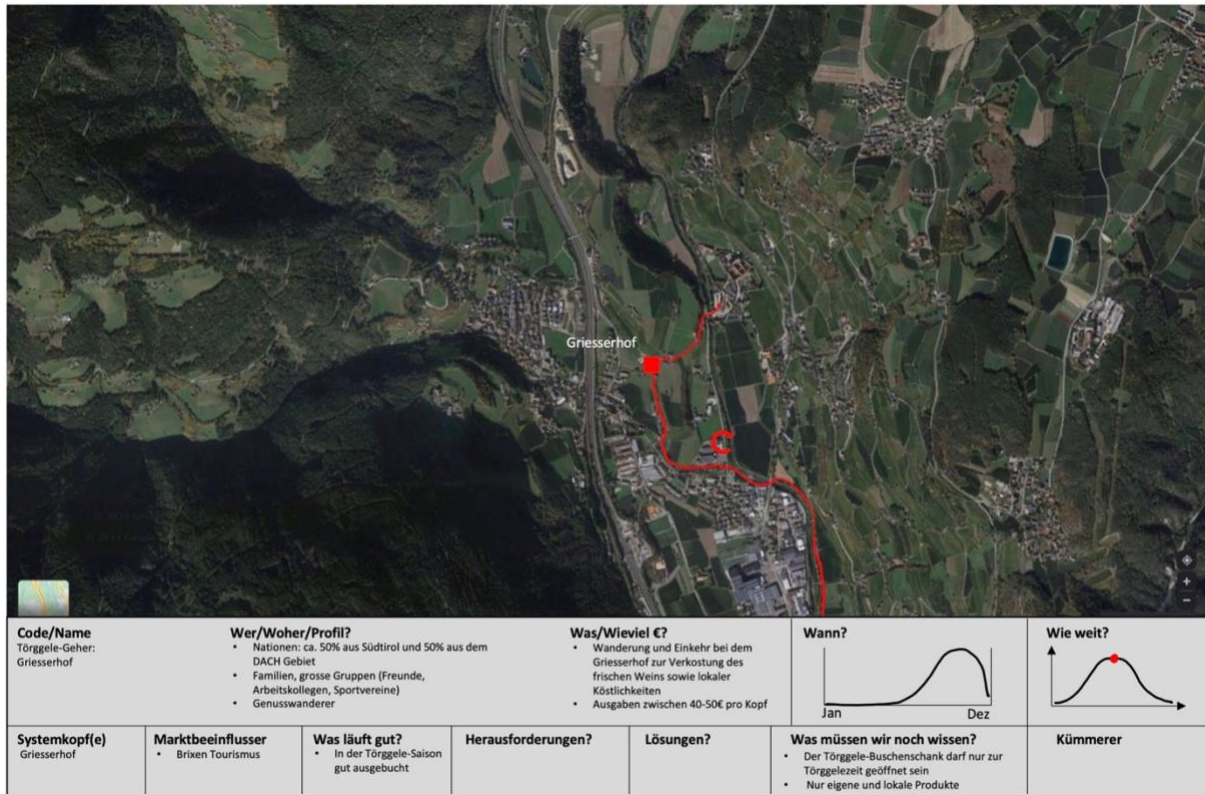 Griesserhof
C
Code/Name
Törggele-Geher:
Griesserhof
Wer/Woher/Profil?
• Nationen: ca. 50% aus Südtirol und 50% aus dem
DACH Gebiet
• Familien, grosse Gruppen (Freunde,
Arbeitskollegen, Sportvereine)
• Genusswanderer
Was/Wieviel €?
• Wanderung und Einkehr bei dem
Griesserhof zur Verkostung des
frischen Weins sowie lokaler
Köstlichkeiten
• Ausgaben zwischen 40-50€ pro Kopf
Wann?
Jan
Dez
Wie weit?
Systemkopf(e)
Griesserhof
Marktbeeinflusser
• Brixen Tourismus
Was läuft gut?
• In der Törggele-Saison
gut ausgebucht
Herausforderungen?
Lösungen?
Was müssen wir noch wissen?
• Der Törggele-Buschenschank darf nur zur
Törggelezeit geöffnet sein
• Nur eigene und lokale Produkte
Kümmerer